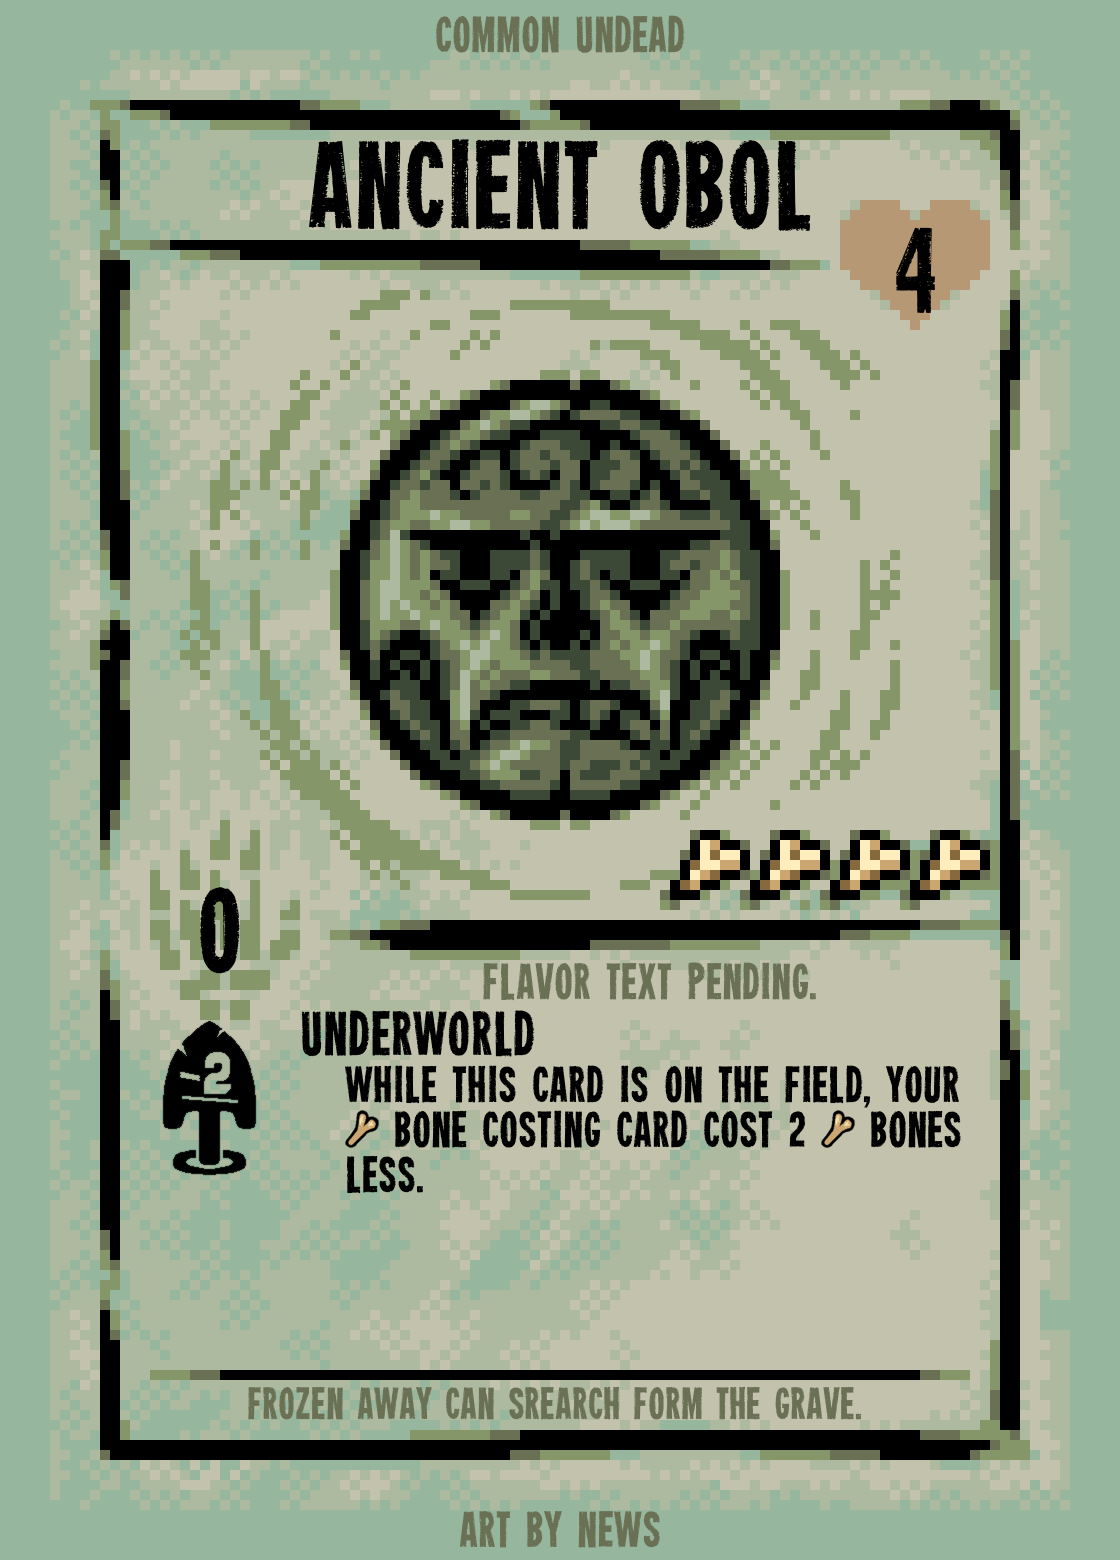 COMMON UNDEAD
ANCIENT OBOL
4
0
FLAVOR TEXT PENDING.
UNDERWORLD
-2
WHILE THIS CARD IS ON THE FIELD, YOUR
BONE COSTING CARD COST 2 BONES
LESS.
FROZEN AWAY CAN SREARCH FORM THE GRAVE.
ART BY NEWS